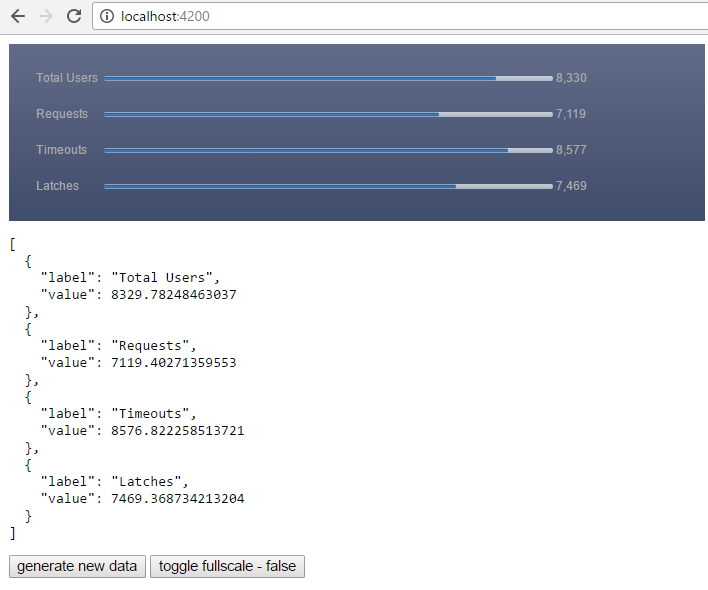 localhost:4200
Total Users 8,330
Requests 7,119
Timeouts 8,577
Latches 7,469
[
  {
    "label": "Total Users",
    "value": 8329.78248463037
  },
  {
    "label": "Requests",
    "value": 7119.40271359553
  },
  {
    "label": "Timeouts",
    "value": 8576.822258513721
  },
  {
    "label": "Latches",
    "value": 7469.368734213204
  }
]
generate new data toggle fullscale - false